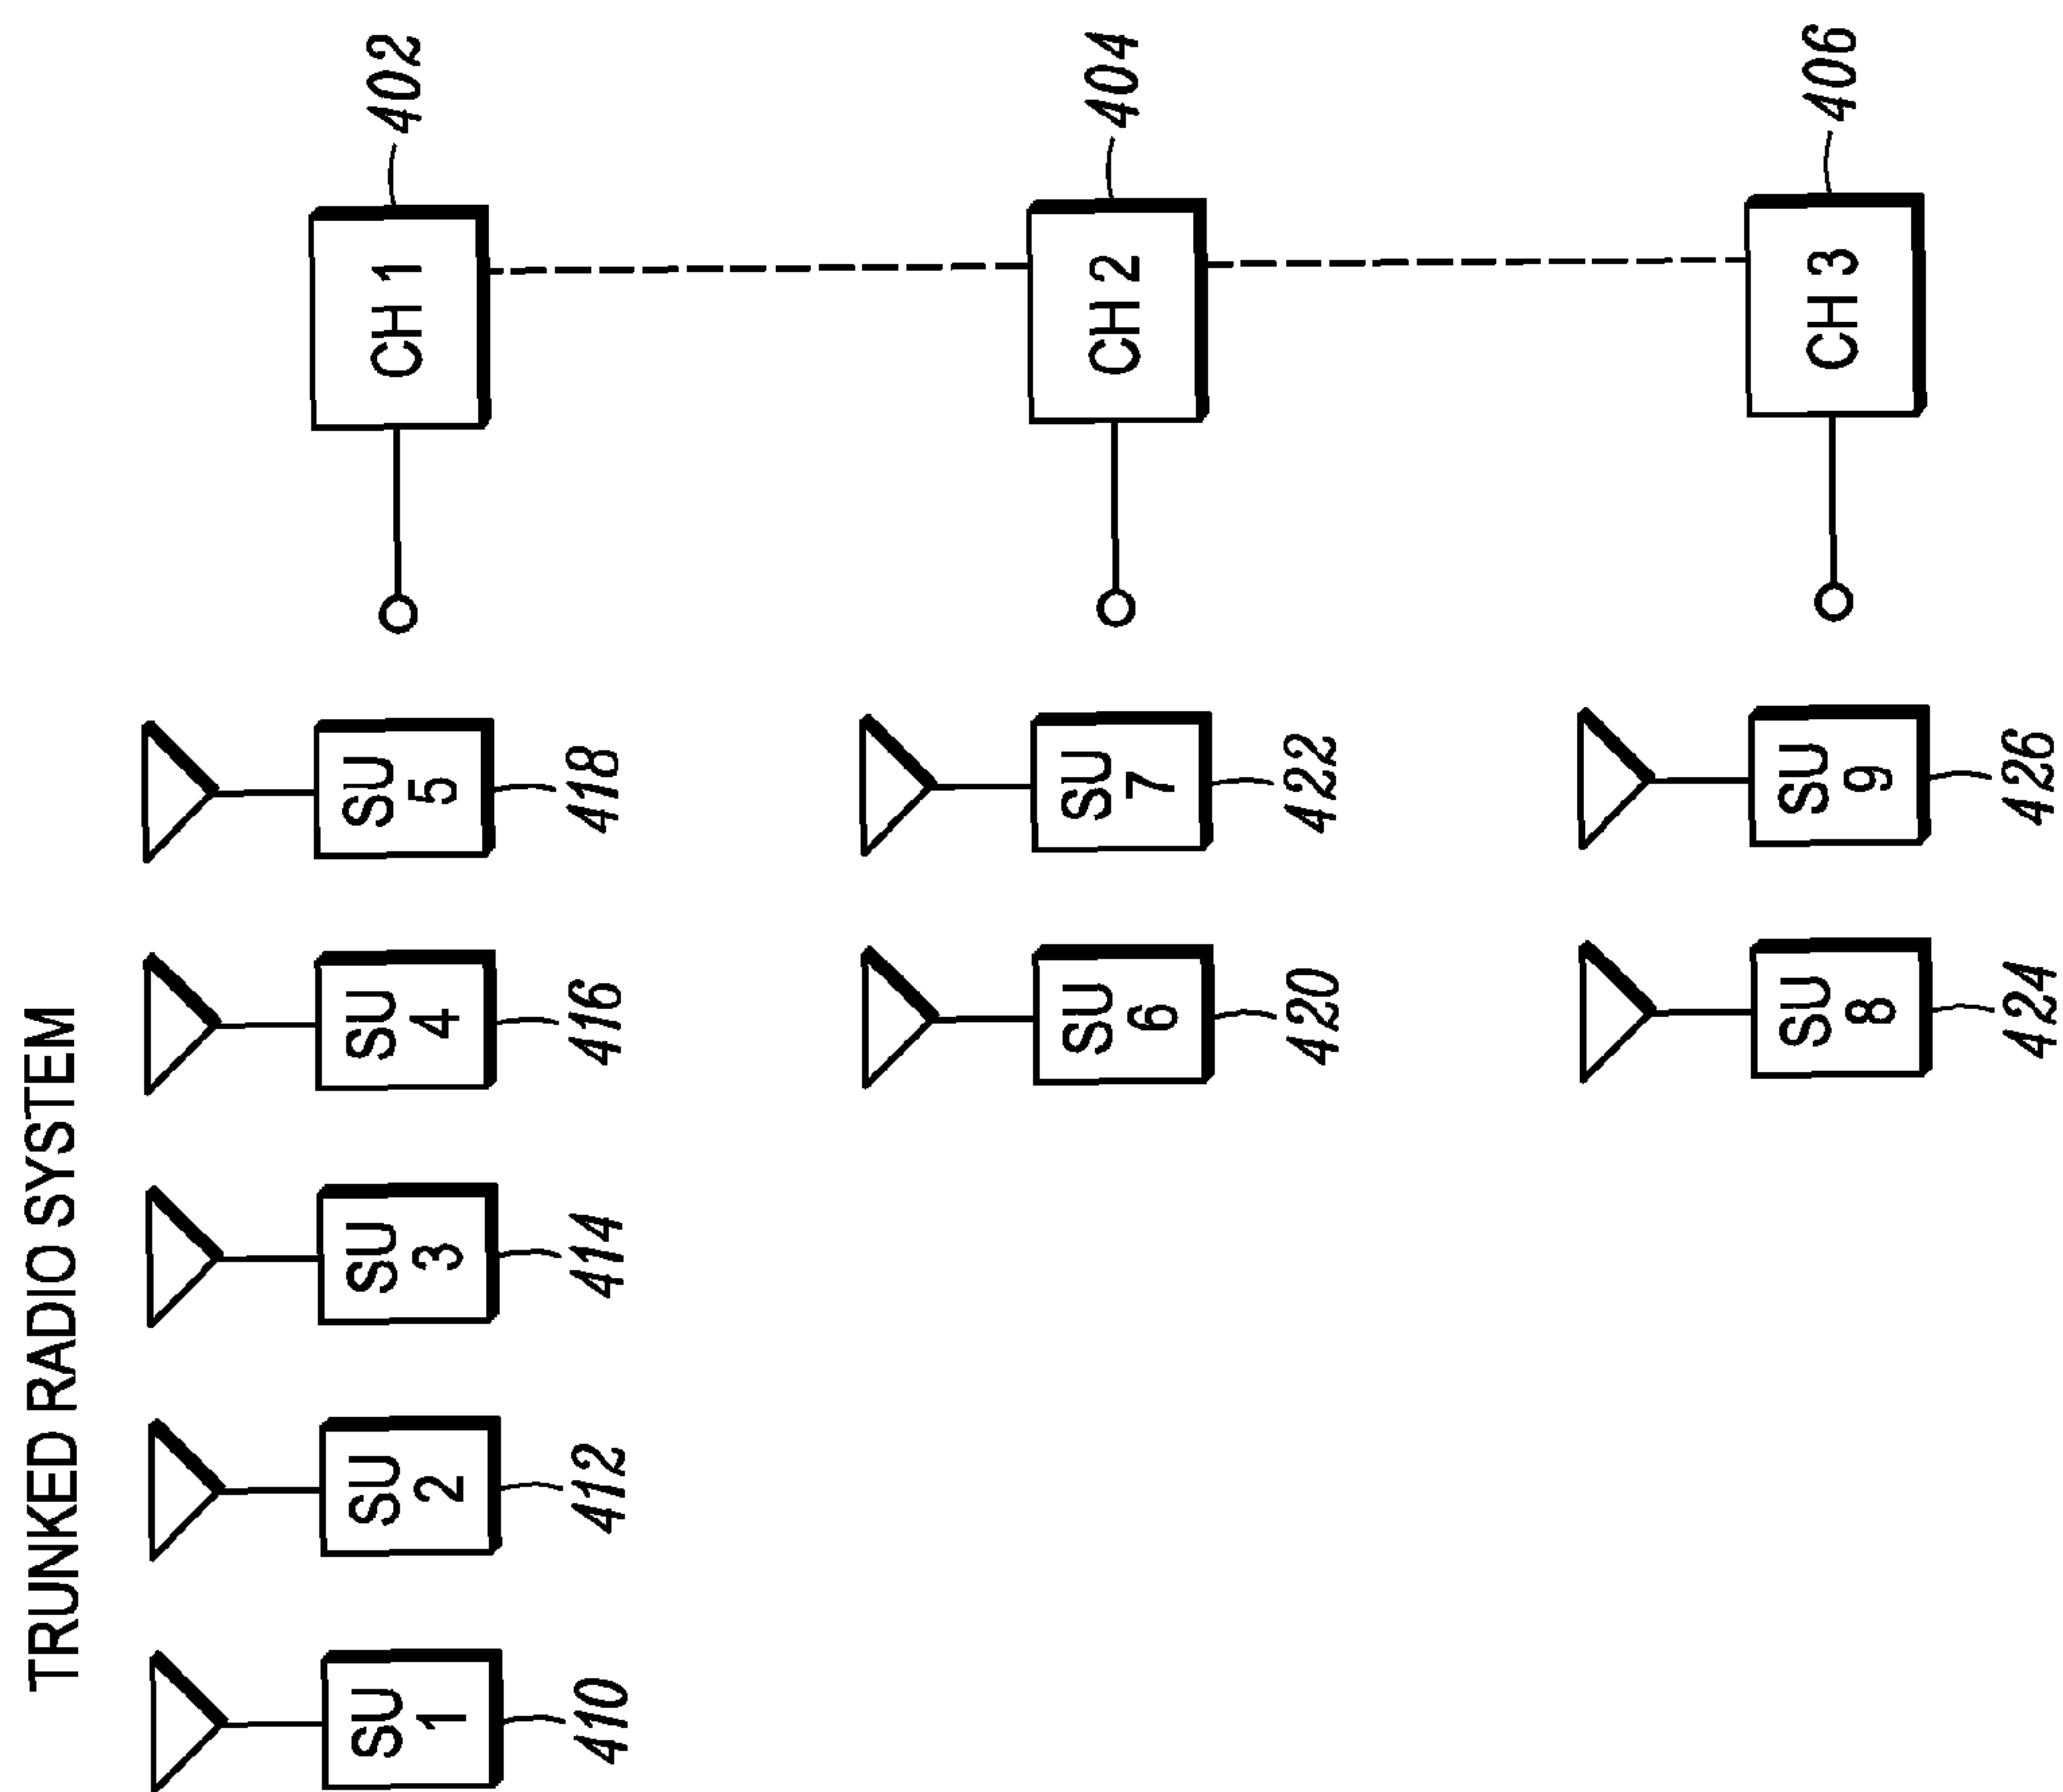 TRUNKED RADIO SYSTEM
SU
1
410
SU
2
412
SU
3
414
SU
4
416
SU
5
418
CH 1
402
SU
6
420
SU
7
422
CH 2
404
SU
8
424
SU
9
426
CH 3
406